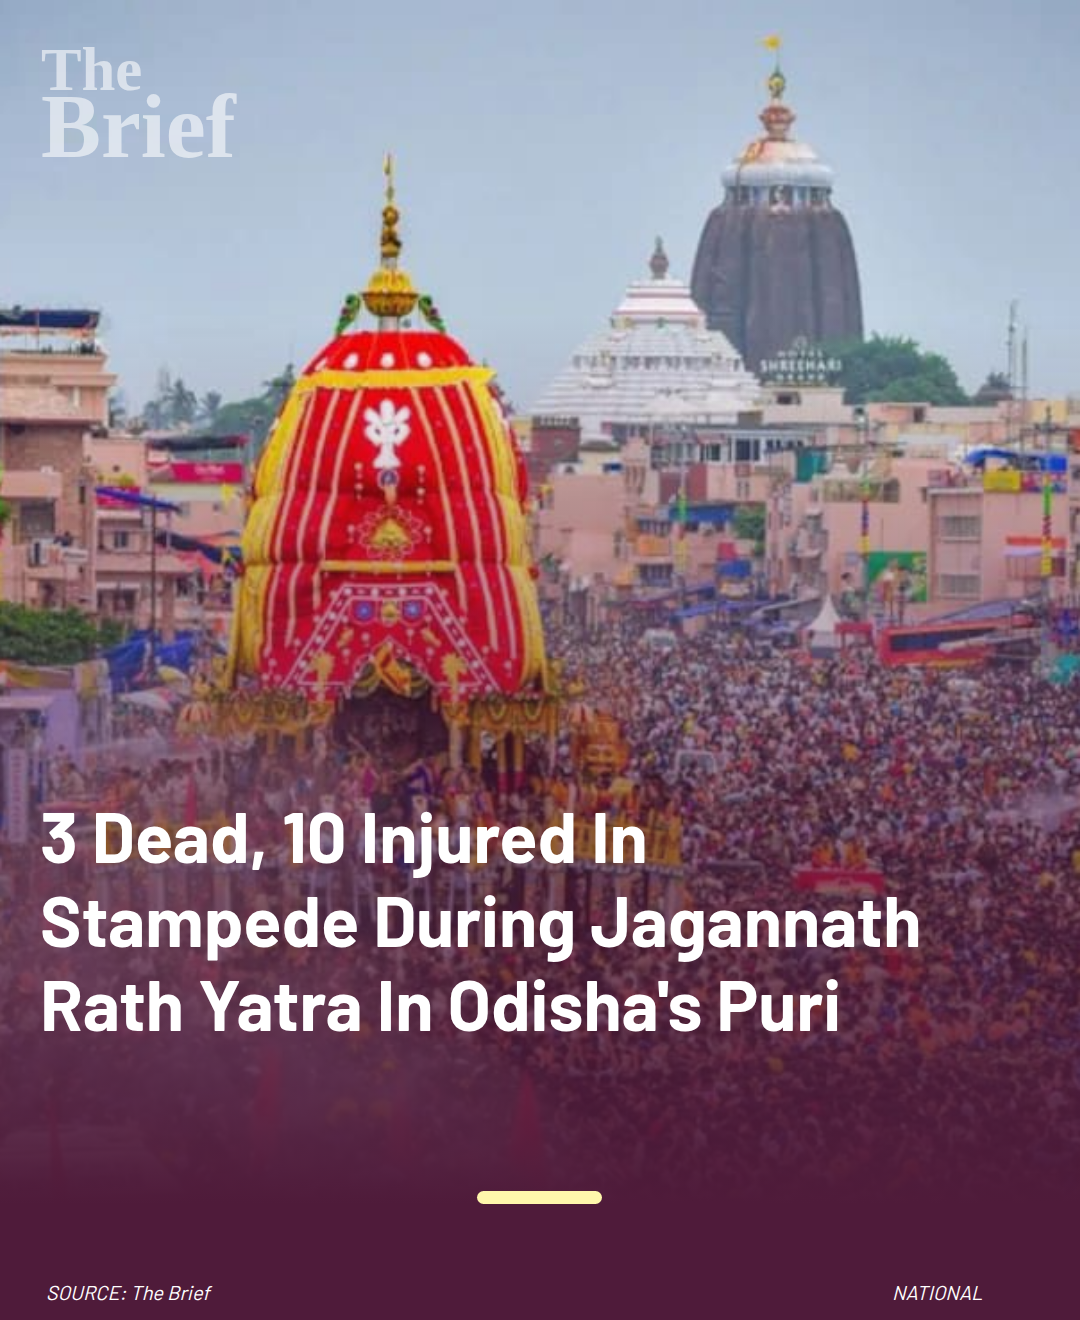 The
Brief
SHREEHARI
3 Dead, 10 Injured In
Stampede During Jagannath
Rath Yatra In Odisha's Puri
SOURCE: The Brief
NATIONAL